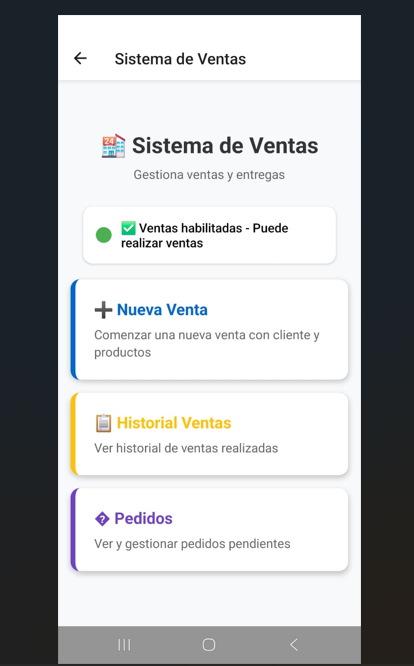 Sistema de Ventas
Sistema de Ventas
Gestiona ventas y entregas
✅ Ventas habilitadas - Puede
realizar ventas
➕ Nueva Venta
Comenzar una nueva venta con cliente y
productos
📋 Historial Ventas
Ver historial de ventas realizadas
Pedidos
Ver y gestionar pedidos pendientes